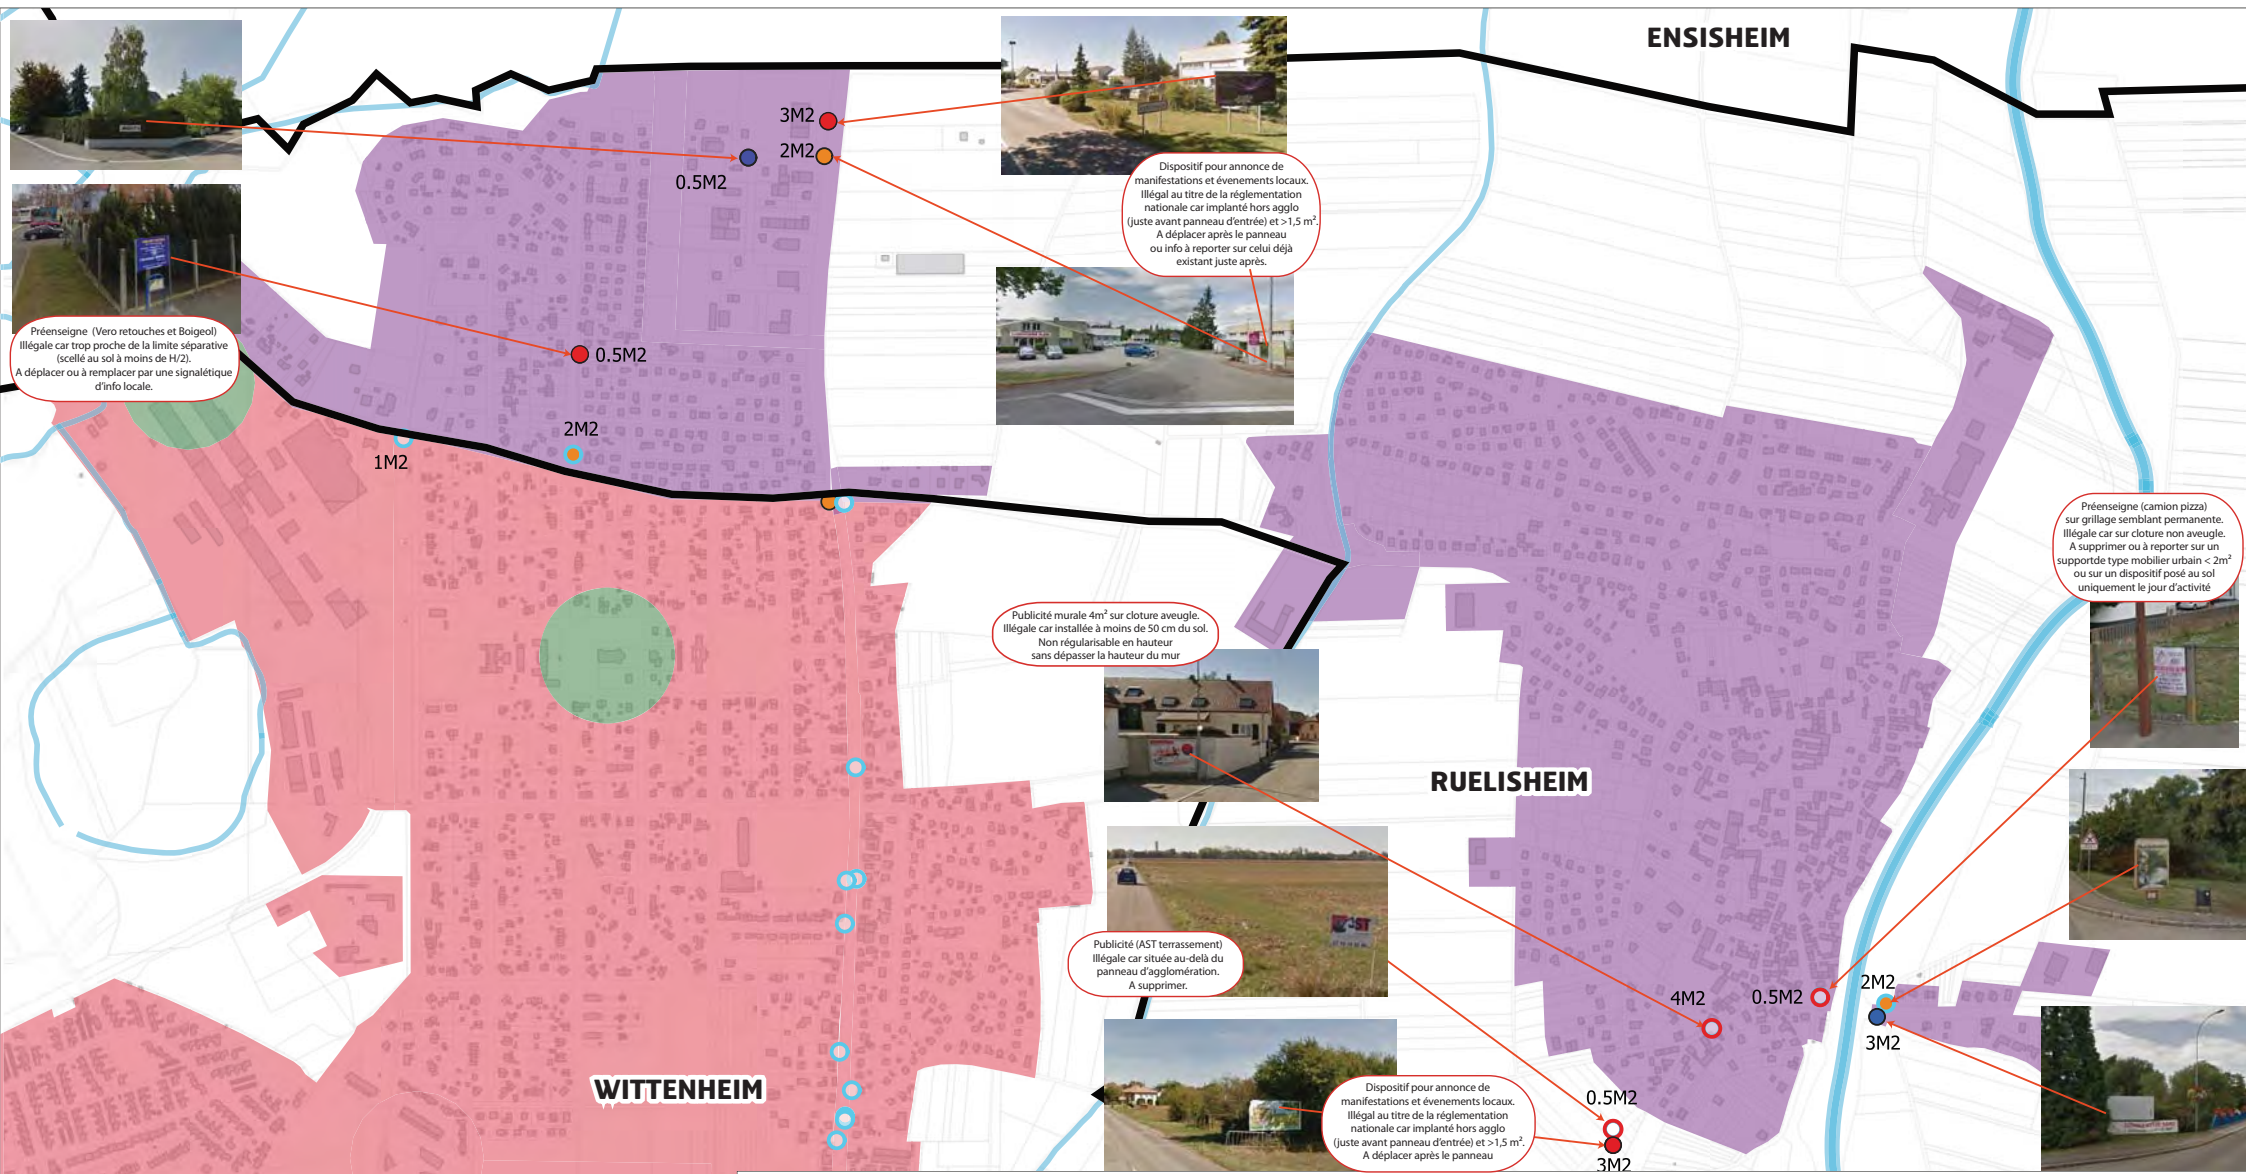 ENSISHEIM
3M2
2M2
0.5M2
Dispositif pour annonce de
manifestations et évenements locaux.
Illégal au titre de la réglementation
nationale car implanté hors agglo
(juste avant panneau d'entrée) et >1,5 m².
A déplacer après le panneau
ou info à reporter sur celui déjà
existant juste après.
Préenseigne (Vero retouches et Boigeol)
Illégale car trop proche de la limite séparative
(scellé au sol à moins de H/2).
A déplacer ou à remplacer par une signalétique
d'info locale.
0.5M2
2M2
1M2
Préenseigne (camion pizza)
sur grillage semblant permanente.
Illégale car sur cloture non aveugle.
A supprimer ou à reporter sur un
supportde type mobilier urbain < 2m²
ou sur un dispositif posé au sol
uniquement le jour d'activité
Publicité murale 4m² sur cloture aveugle.
Illégale car installée à moins de 50 cm du sol.
Non régularisable en hauteur
sans dépasser la hauteur du mur
RUELISHEIM
Publicité (AST terrassement)
Illégale car située au-delà du
panneau d'agglomération.
A supprimer.
AST
4M2
0.5M2
2M2
3M2
WITTENHEIM
Dispositif pour annonce de
manifestations et évenements locaux.
Illégal au titre de la réglementation
nationale car implanté hors agglo
(juste avant panneau d'entrée) et >1,5 m².
A déplacer après le panneau
0.5M2
3M2